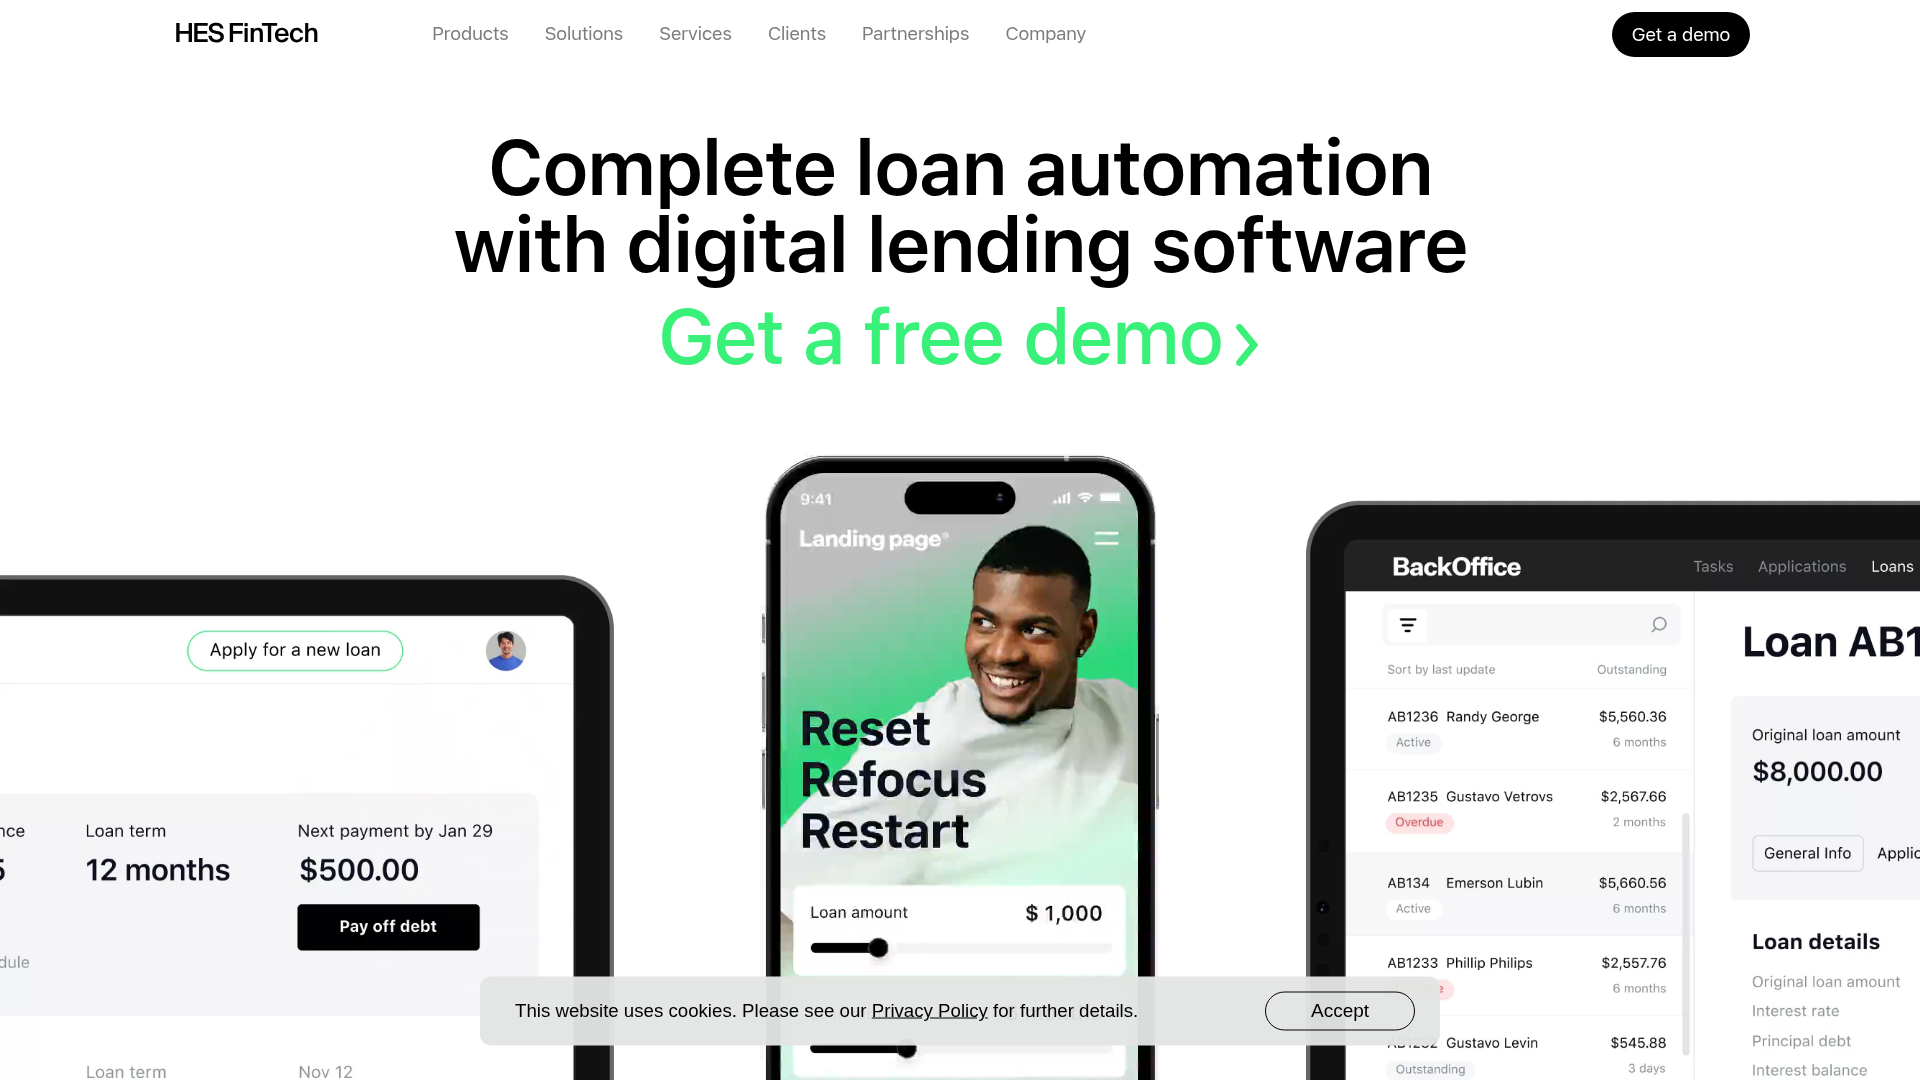 HES FinTech
Products Solutions Services Clients Partnerships Company
Get a demo
Complete loan automation
with digital lending software
Get a free demo
Apply for a new loan
nce
Loan term
12 months
Next payment by Jan 29
$500.00
Pay off debt
dule
Loan term
Nov 12
9:41
Landing page®
Reset
Refocus
Restart
Loan amount $ 1,000
BackOffice
Tasks Applications Loans
Sort by last update Outstanding
AB1236 Randy George $5,560.36
Active 6 months
AB1235 Gustavo Vetrovs $2,567.66
Overdue 2 months
AB134 Emerson Lubin $5,660.56
Active 6 months
AB1233 Phillip Philips $2,557.76
6 months
AB1232 Gustavo Levin $545.88
Outstanding 3 days
Loan AB1
Original loan amount
$8,000.00
General Info Applic
Loan details
Original loan amount
Interest rate
Principal debt
Interest balance
This website uses cookies. Please see our Privacy Policy for further details.
Accept